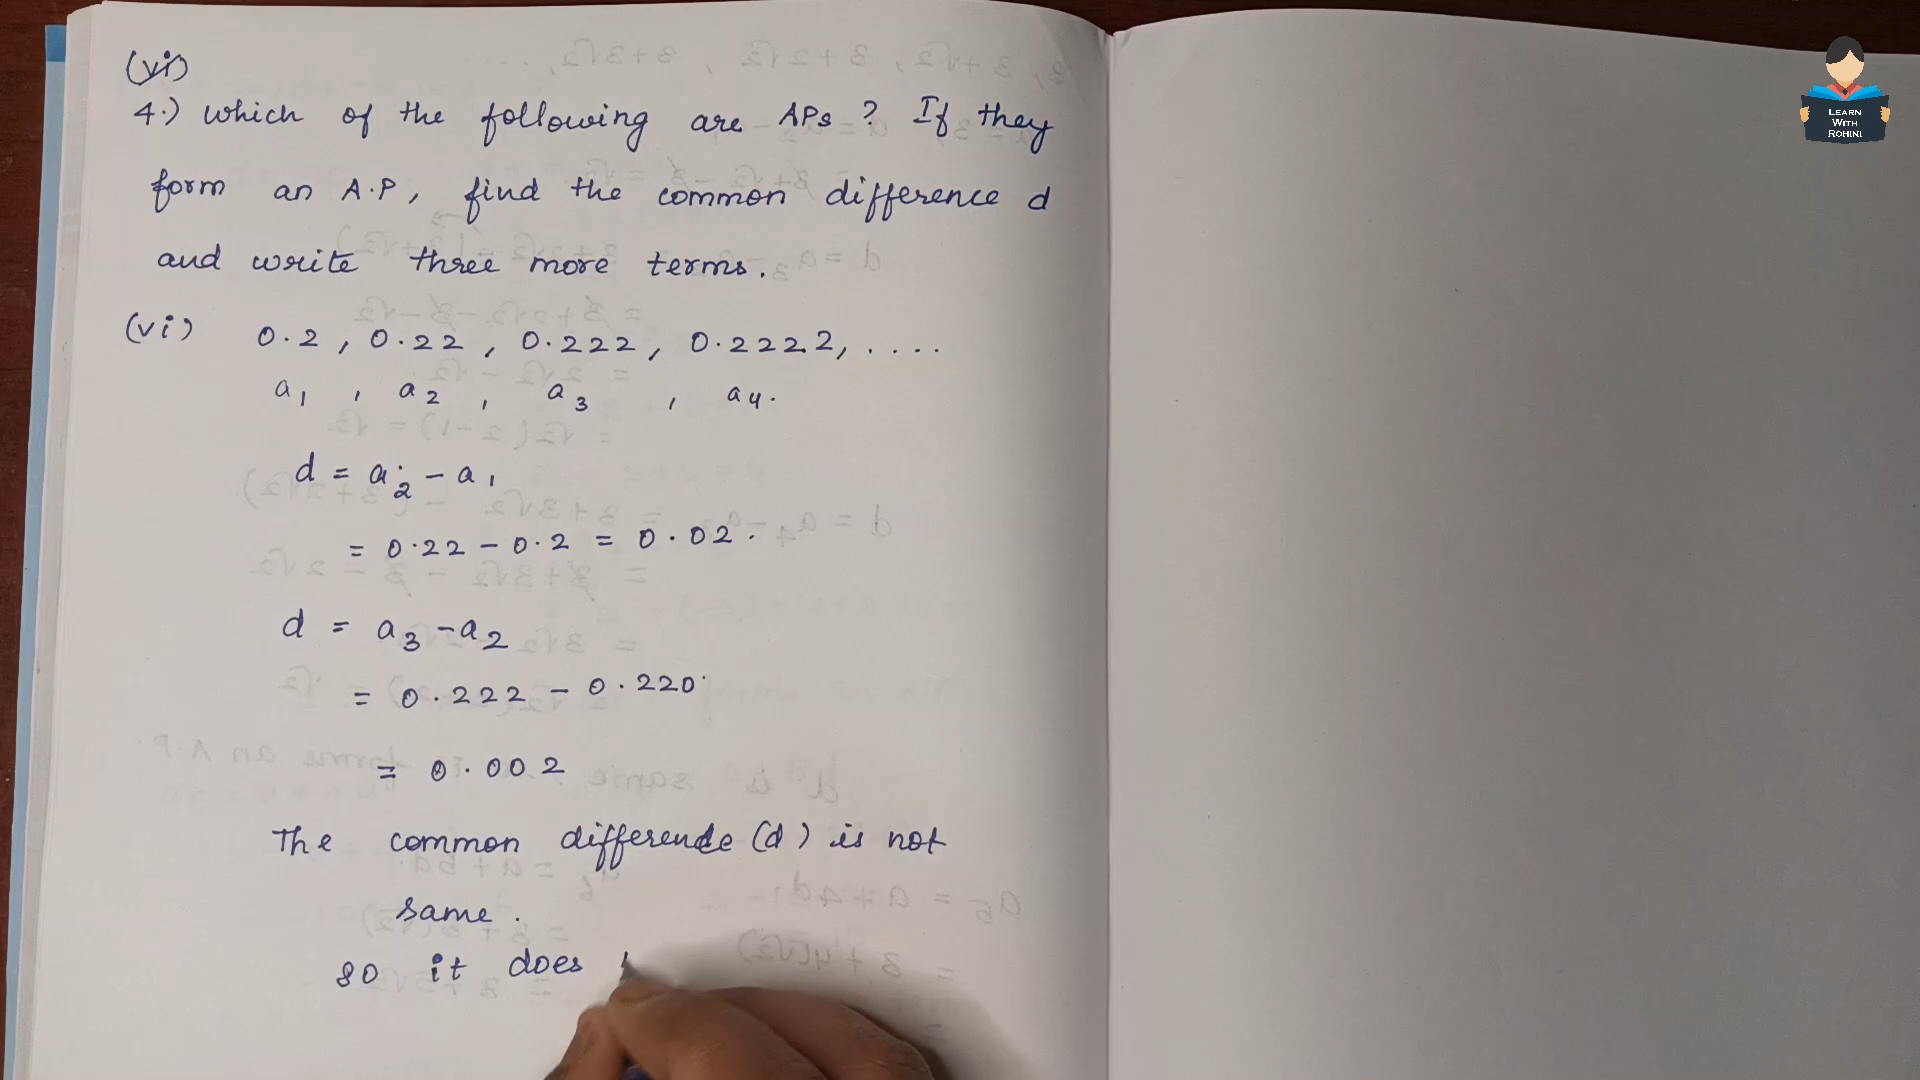 (vi)
4.) Which of the following are APs ? If they
form an A.P, find the common difference d
and write three more terms.
(vi) 0.2 , 0.22 , 0.222 , 0.2222, ....
a1 , a2 , a3 , a4.
d = a2 - a1
= 0.22 - 0.2 = 0.02.
d = a3 - a2
= 0.222 - 0.220
= 0.002
The common difference (d) is not
same.
so it does
LEARN
WITH
ROHINI